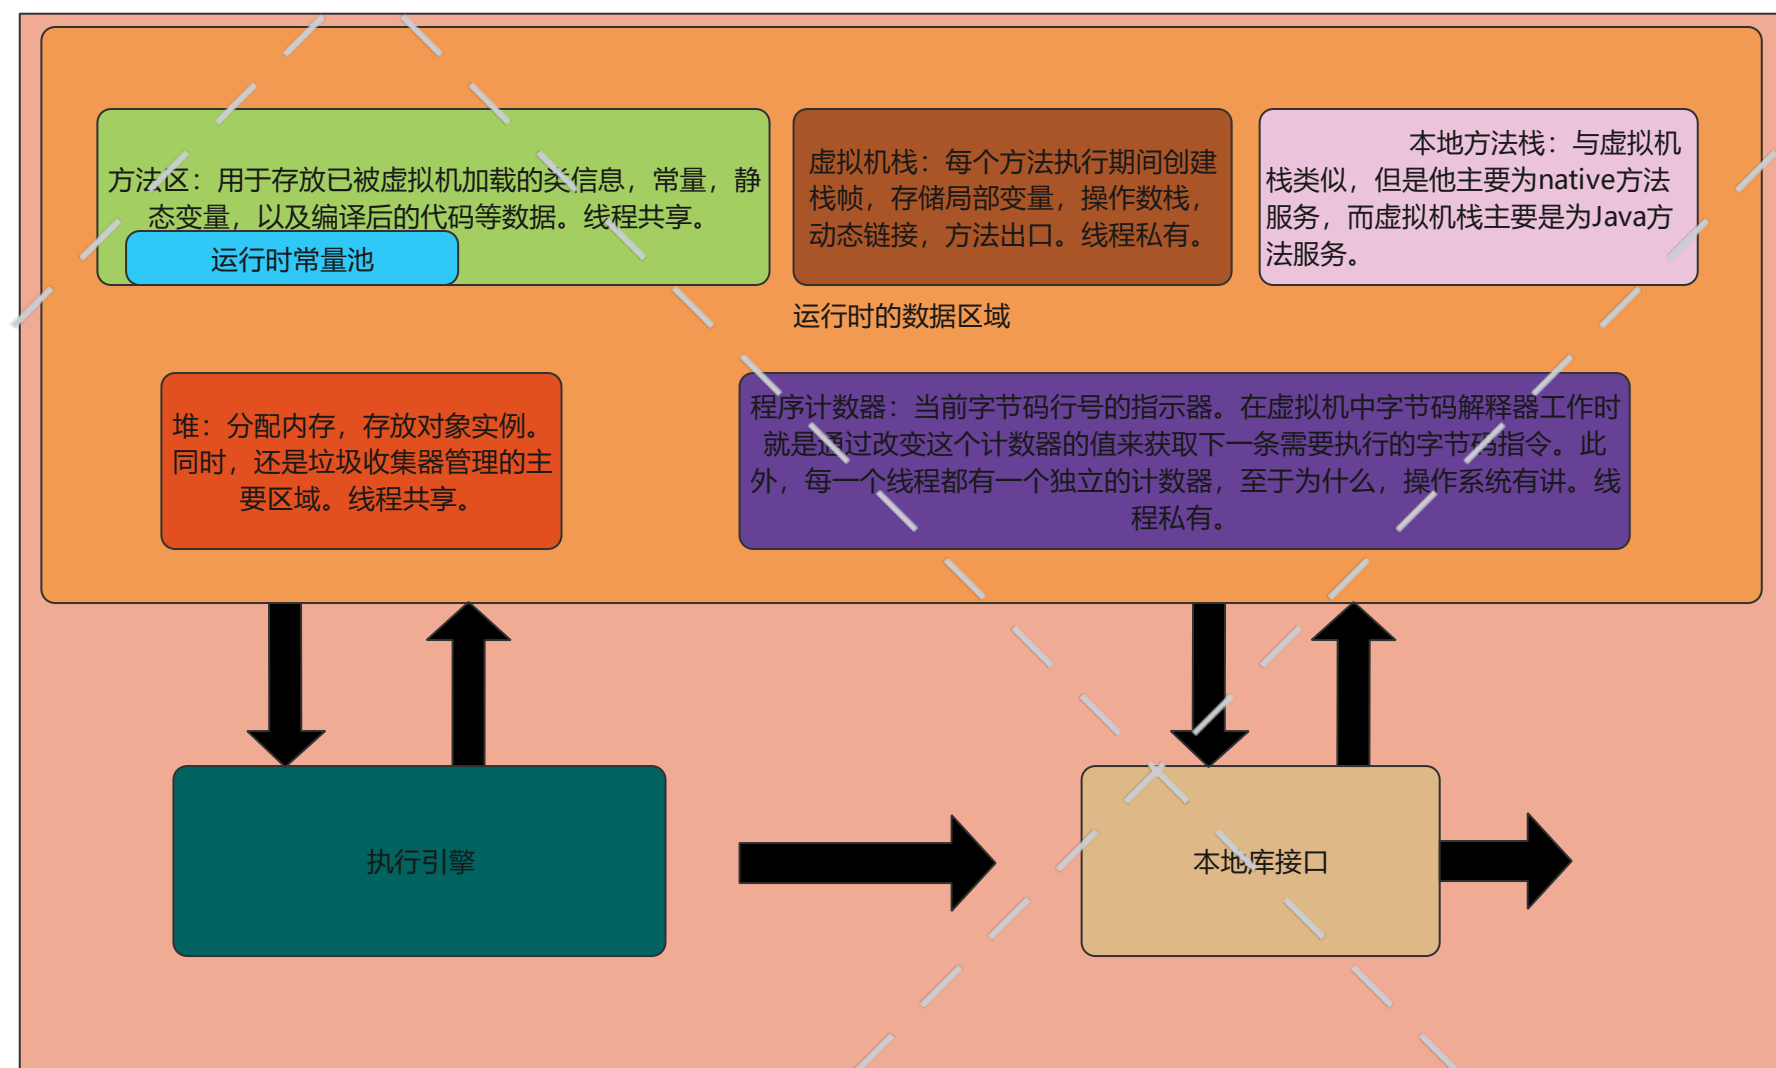 方法区：用于存放已被虚拟机加载的类信息，常量，静
态变量，以及编译后的代码等数据。线程共享。
运行时常量池
虚拟机栈：每个方法执行期间创建
栈帧，存储局部变量，操作数栈，
动态链接，方法出口。线程私有。
本地方法栈：与虚拟机
栈类似，但是他主要为native方法
服务，而虚拟机栈主要是为Java方
法服务。
运行时的数据区域
堆：分配内存，存放对象实例。
同时，还是垃圾收集器管理的主
要区域。线程共享。
程序计数器：当前字节码行号的指示器。在虚拟机中字节码解释器工作时
就是通过改变这个计数器的值来获取下一条需要执行的字节码指令。此
外，每一个线程都有一个独立的计数器，至于为什么，操作系统有讲。线
程私有。
执行引擎
本地库接口